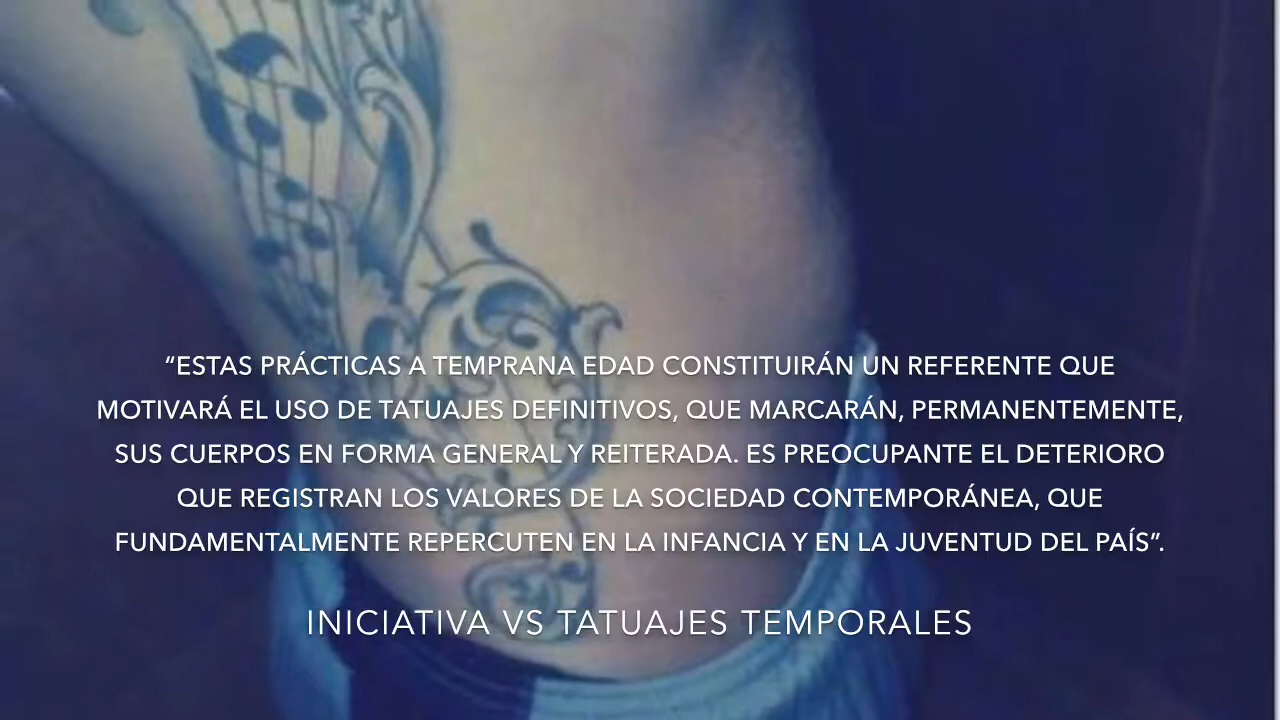 “ESTAS PRÁCTICAS A TEMPRANA EDAD CONSTITUIRÁN UN REFERENTE QUE
MOTIVARÁ EL USO DE TATUAJES DEFINITIVOS, QUE MARCARÁN, PERMANENTEMENTE,
SUS CUERPOS EN FORMA GENERAL Y REITERADA. ES PREOCUPANTE EL DETERIORO
QUE REGISTRAN LOS VALORES DE LA SOCIEDAD CONTEMPORÁNEA, QUE
FUNDAMENTALMENTE REPERCUTEN EN LA INFANCIA Y EN LA JUVENTUD DEL PAÍS”.
INICIATIVA VS TATUAJES TEMPORALES